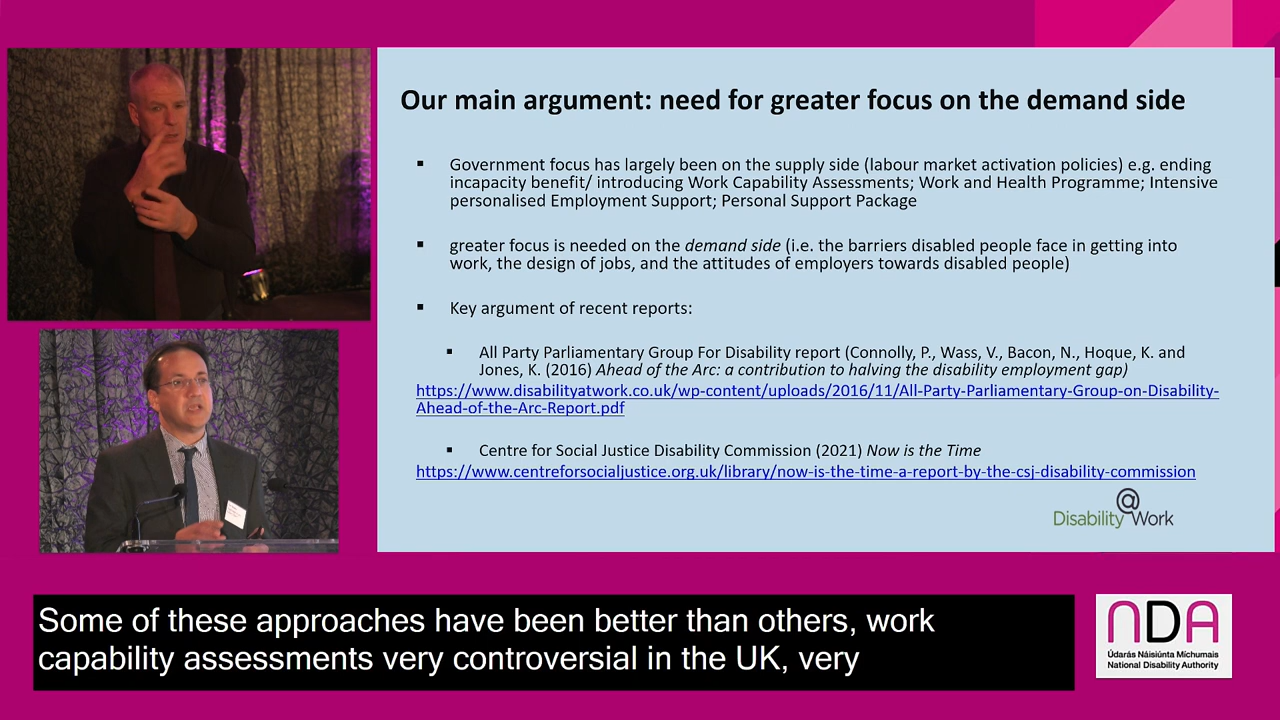 Our main argument: need for greater focus on the demand side
▪ Government focus has largely been on the supply side (labour market activation policies) e.g. ending
incapacity benefit/ introducing Work Capability Assessments; Work and Health Programme; Intensive
personalised Employment Support; Personal Support Package
▪ greater focus is needed on the demand side (i.e. the barriers disabled people face in getting into
work, the design of jobs, and the attitudes of employers towards disabled people)
▪ Key argument of recent reports:
▪ All Party Parliamentary Group For Disability report (Connolly, P., Wass, V., Bacon, N., Hoque, K. and
Jones, K. (2016) Ahead of the Arc: a contribution to halving the disability employment gap)
https://www.disabilityatwork.co.uk/wp-content/uploads/2016/11/All-Party-Parliamentary-Group-on-Disability-
Ahead-of-the-Arc-Report.pdf
▪ Centre for Social Justice Disability Commission (2021) Now is the Time
https://www.centreforsocialjustice.org.uk/library/now-is-the-time-a-report-by-the-csj-disability-commission
Disability@Work
Some of these approaches have been better than others, work
capability assessments very controversial in the UK, very
NDA
Údarás Náisiúnta Míchumais
National Disability Authority